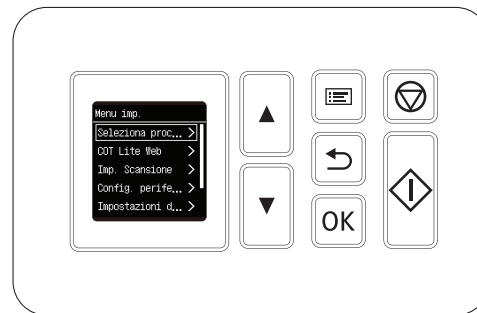 Menu imp.
Seleziona proc...
COT Lite Web
Imp. Scansione
Config. perife...
Impostazioni d...
OK